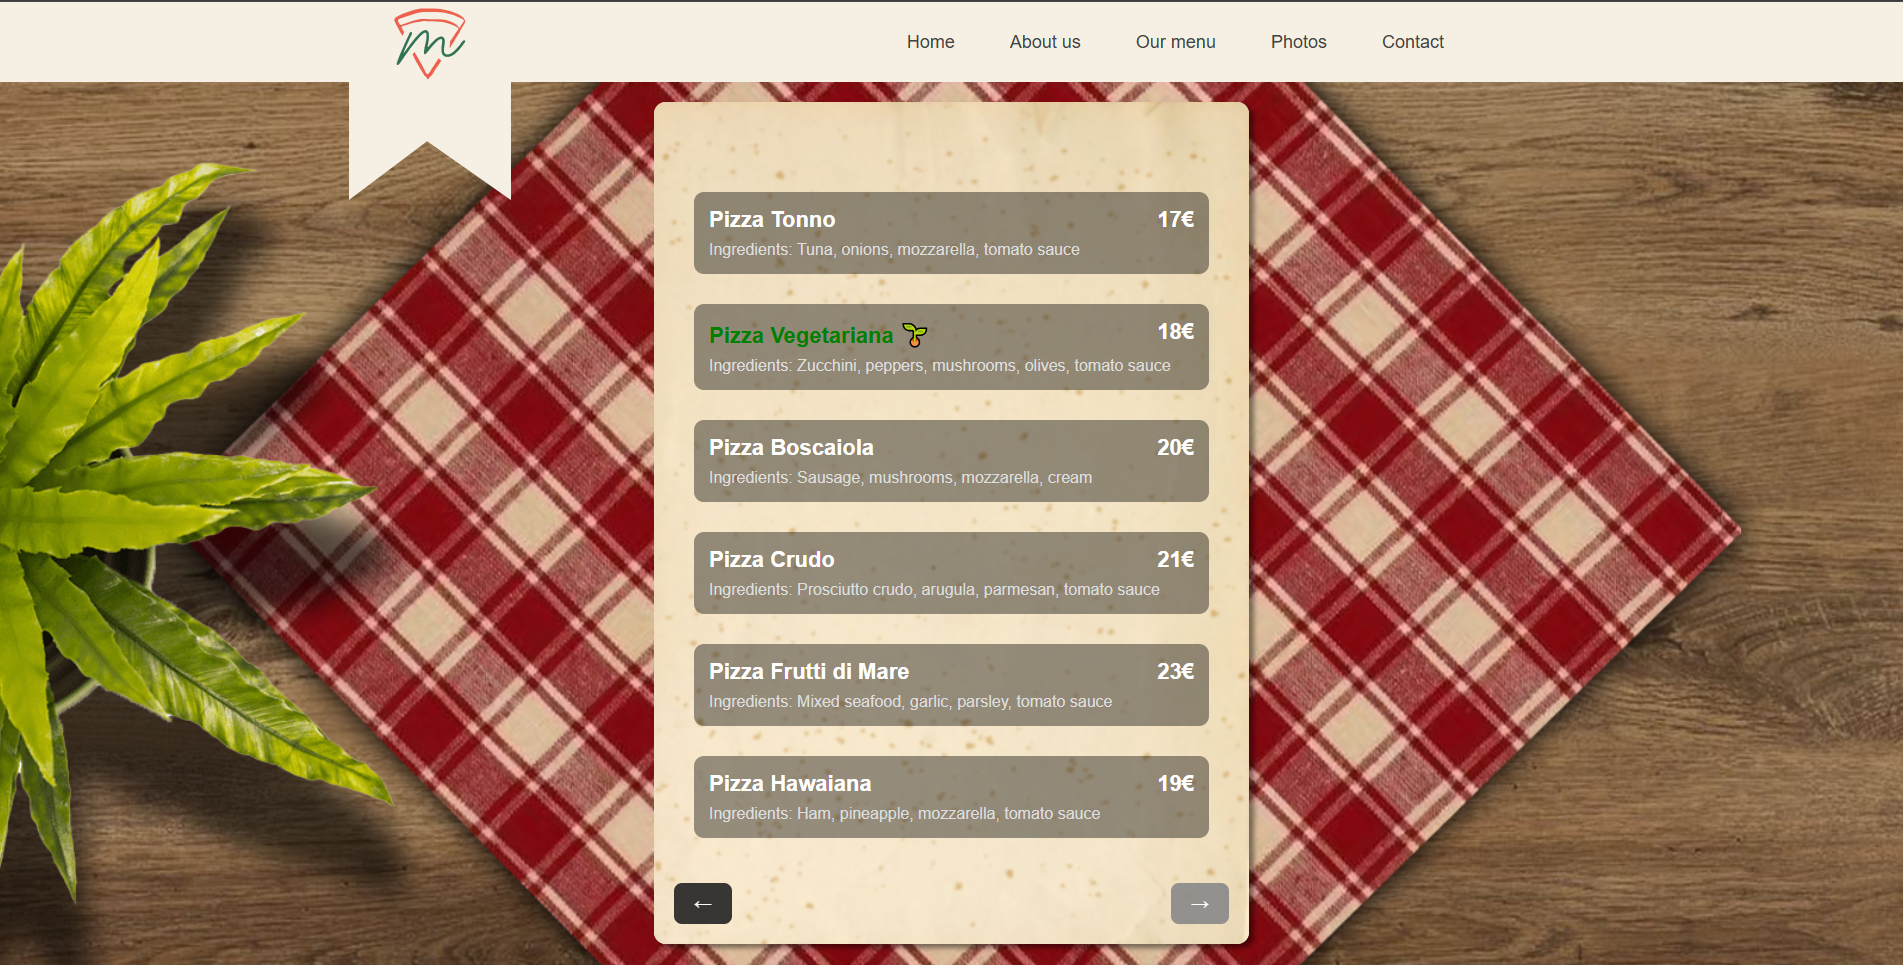 m
Home
About us
Our menu
Photos
Contact
Pizza Tonno 17€
Ingredients: Tuna, onions, mozzarella, tomato sauce
Pizza Vegetariana 18€
Ingredients: Zucchini, peppers, mushrooms, olives, tomato sauce
Pizza Boscaiola 20€
Ingredients: Sausage, mushrooms, mozzarella, cream
Pizza Crudo 21€
Ingredients: Prosciutto crudo, arugula, parmesan, tomato sauce
Pizza Frutti di Mare 23€
Ingredients: Mixed seafood, garlic, parsley, tomato sauce
Pizza Hawaiana 19€
Ingredients: Ham, pineapple, mozzarella, tomato sauce
← →